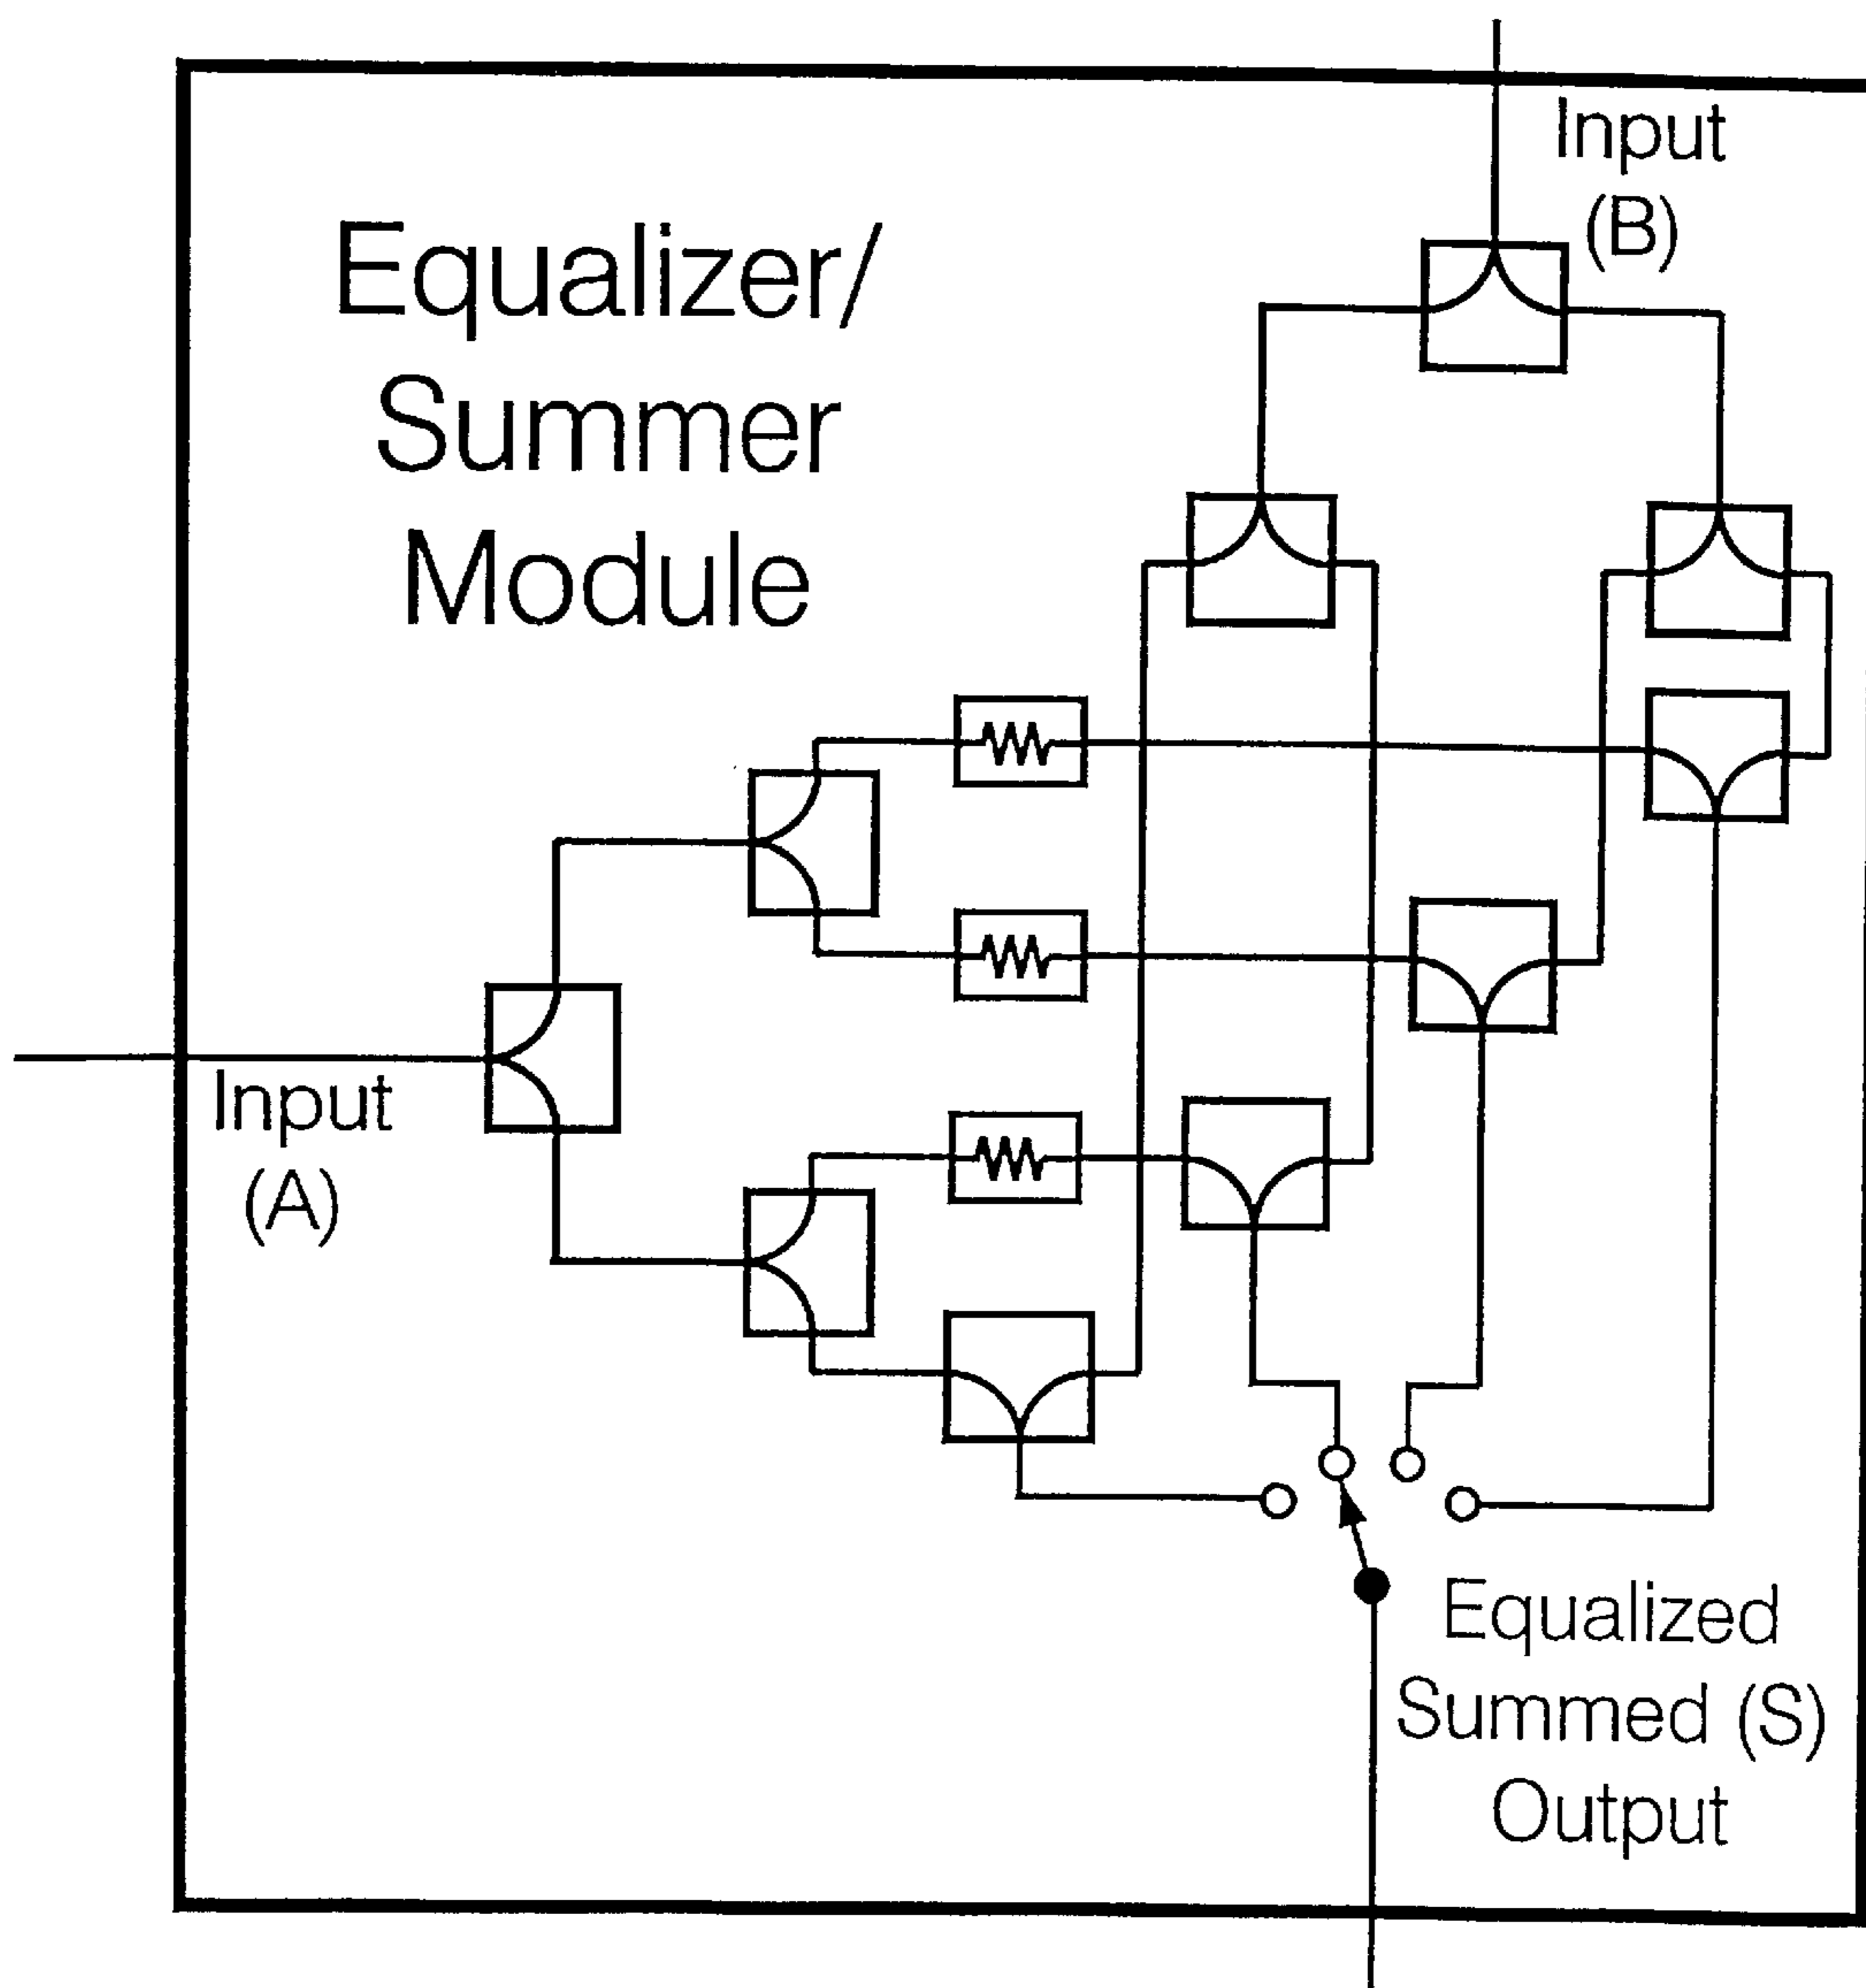 Input
(B)
Equalizer/
Summer
Module
Input
(A)
Equalized
Summed (S)
Output